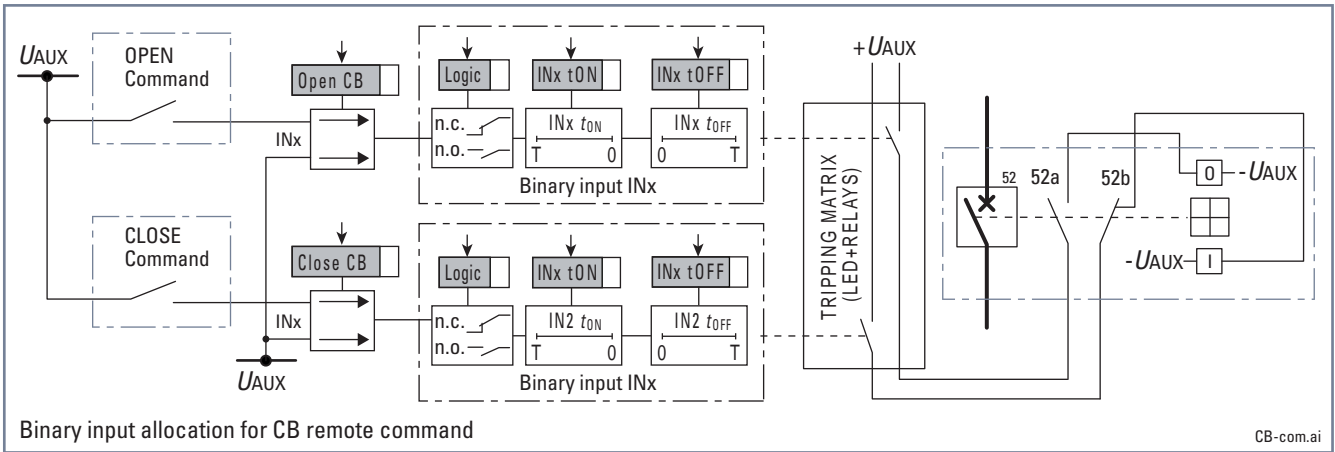 UAUX
OPEN
Command
Open CB
INx
Logic
INx tON
INx tOFF
n.c.
n.o.
INx tON
T 0
INx tOFF
0 T
Binary input INx
CLOSE
Command
Close CB
INx
UAUX
Logic
INx tON
INx tOFF
n.c.
n.o.
IN2 tON
T 0
IN2 tOFF
0 T
Binary input INx
+UAUX
TRIPPING MATRIX
(LED+RELAYS)
52
52a
52b
O
-UAUX
-UAUX
I
Binary input allocation for CB remote command
CB-com.ai